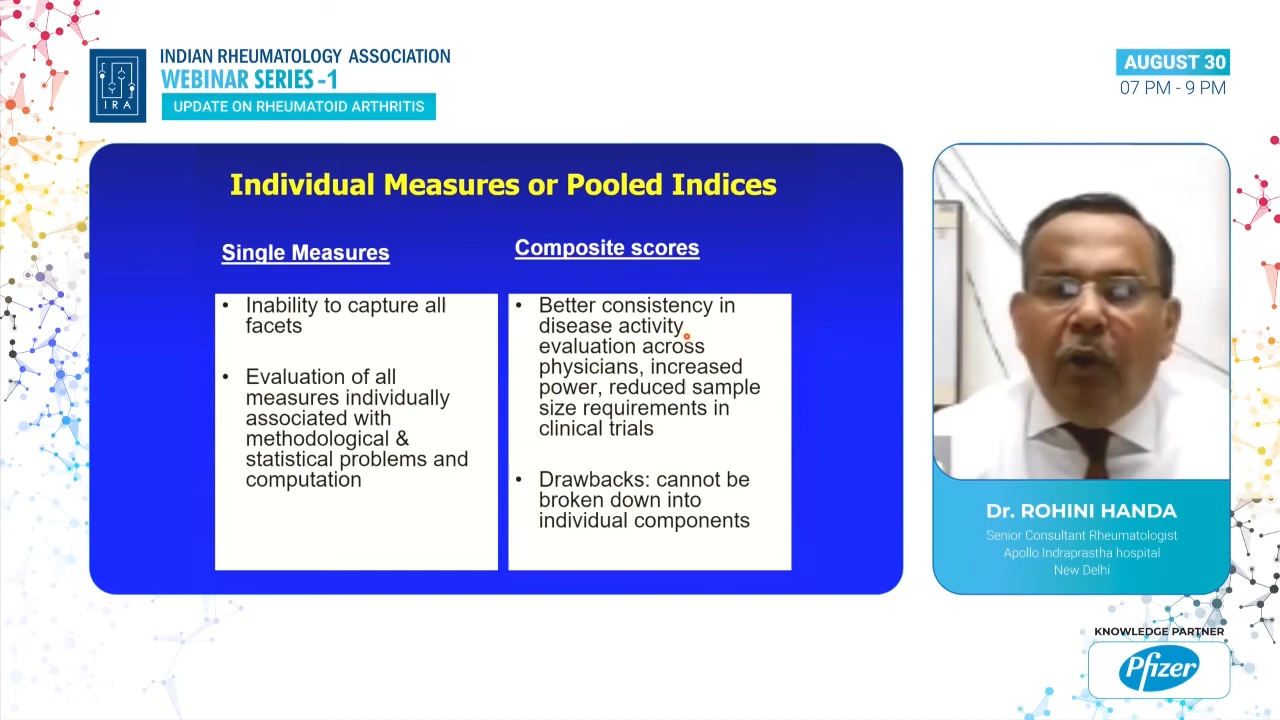 INDIAN RHEUMATOLOGY ASSOCIATION
WEBINAR SERIES -1
UPDATE ON RHEUMATOID ARTHRITIS
IRA
AUGUST 30
07 PM - 9 PM
Individual Measures or Pooled Indices
Single Measures
• Inability to capture all
facets
• Evaluation of all
measures individually
associated with
methodological &
statistical problems and
computation
Composite scores
• Better consistency in
disease activity
evaluation across
physicians, increased
power, reduced sample
size requirements in
clinical trials
• Drawbacks: cannot be
broken down into
individual components
Dr. ROHINI HANDA
Senior Consultant Rheumatologist
Apollo Indraprastha hospital
New Delhi
KNOWLEDGE PARTNER
Pfizer